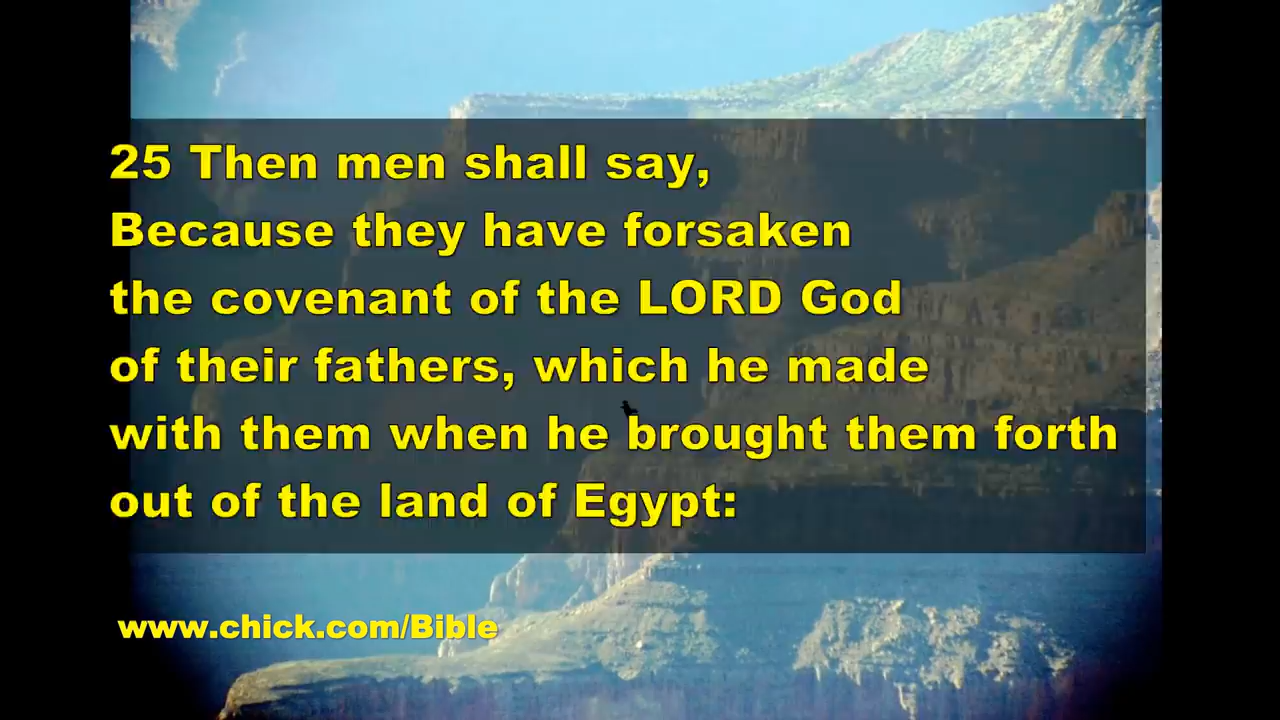 25 Then men shall say,
Because they have forsaken
the covenant of the LORD God
of their fathers, which he made
with them when he brought them forth
out of the land of Egypt:
www.chick.com/Bible